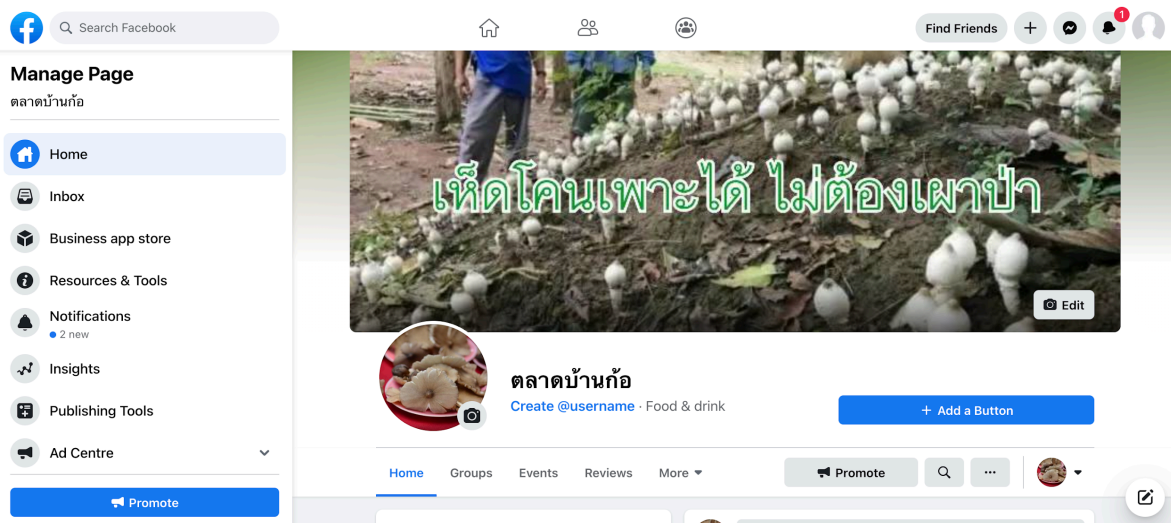 Search Facebook
Find Friends
1
Manage Page
ตลาดบ้านก้อ
Home
Inbox
Business app store
Resources & Tools
Notifications
2 new
Insights
Publishing Tools
Ad Centre
Promote
เห็ดโคนเพาะได้ ไม่ต้องเผาป่า
Edit
ตลาดบ้านก้อ
Create @username · Food & drink
+ Add a Button
Home Groups Events Reviews More
Promote